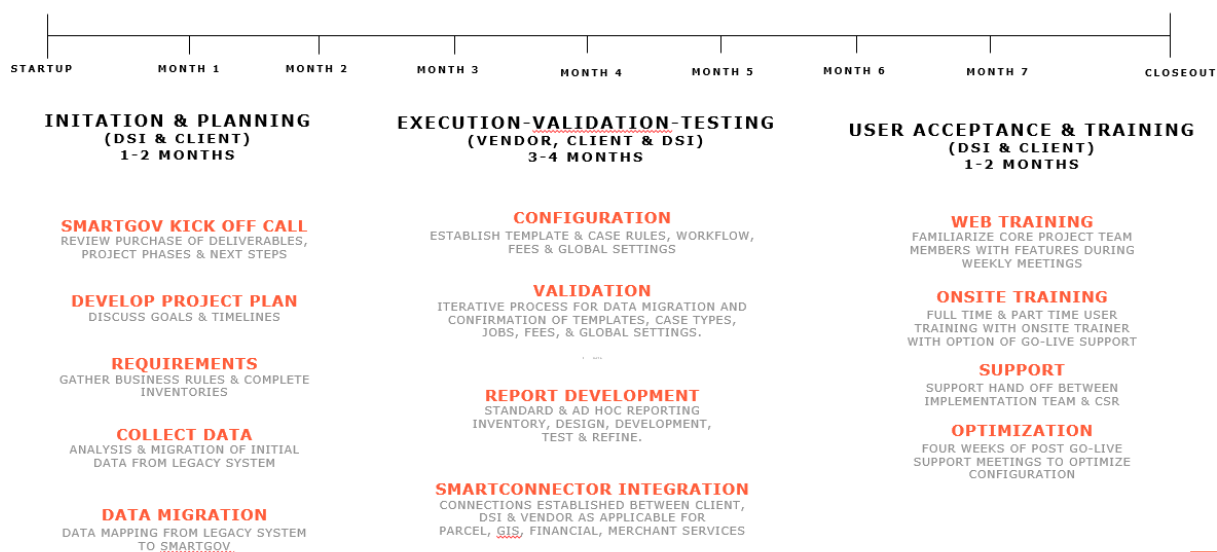 STARTUP
MONTH 1
MONTH 2
MONTH 3
MONTH 4
MONTH 5
MONTH 6
MONTH 7
CLOSEOUT
INITATION & PLANNING
(DSI & CLIENT)
1-2 MONTHS
SMARTGOV KICK OFF CALL
REVIEW PURCHASE OF DELIVERABLES,
PROJECT PHASES & NEXT STEPS
DEVELOP PROJECT PLAN
DISCUSS GOALS & TIMELINES
REQUIREMENTS
GATHER BUSINESS RULES & COMPLETE
INVENTORIES
COLLECT DATA
ANALYSIS & MIGRATION OF INITIAL
DATA FROM LEGACY SYSTEM
DATA MIGRATION
DATA MAPPING FROM LEGACY SYSTEM
TO SMARTGOV
EXECUTION-VALIDATION-TESTING
(VENDOR, CLIENT & DSI)
3-4 MONTHS
CONFIGURATION
ESTABLISH TEMPLATE & CASE RULES, WORKFLOW,
FEES & GLOBAL SETTINGS
VALIDATION
ITERATIVE PROCESS FOR DATA MIGRATION AND
CONFIRMATION OF TEMPLATES, CASE TYPES,
JOBS, FEES, & GLOBAL SETTINGS.
REPORT DEVELOPMENT
STANDARD & AD HOC REPORTING
INVENTORY, DESIGN, DEVELOPMENT,
TEST & REFINE.
SMARTCONNECTOR INTEGRATION
CONNECTIONS ESTABLISHED BETWEEN CLIENT,
DSI & VENDOR AS APPLICABLE FOR
PARCEL, GIS, FINANCIAL, MERCHANT SERVICES
USER ACCEPTANCE & TRAINING
(DSI & CLIENT)
1-2 MONTHS
WEB TRAINING
FAMILIARIZE CORE PROJECT TEAM
MEMBERS WITH FEATURES DURING
WEEKLY MEETINGS
ONSITE TRAINING
FULL TIME & PART TIME USER
TRAINING WITH ONSITE TRAINER
WITH OPTION OF GO-LIVE SUPPORT
SUPPORT
SUPPORT HAND OFF BETWEEN
IMPLEMENTATION TEAM & CSR
OPTIMIZATION
FOUR WEEKS OF POST GO-LIVE
SUPPORT MEETINGS TO OPTIMIZE
CONFIGURATION